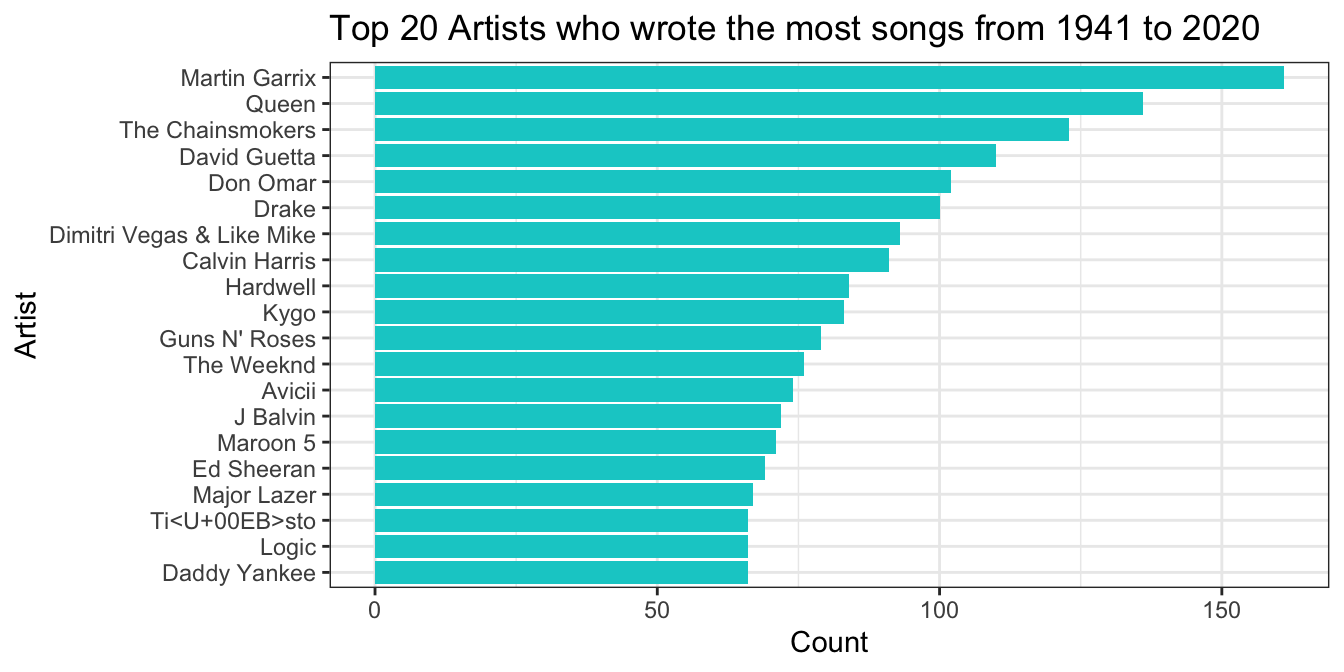 Top 20 Artists who wrote the most songs from 1941 to 2020
Artist
Martin Garrix
Queen
The Chainsmokers
David Guetta
Don Omar
Drake
Dimitri Vegas & Like Mike
Calvin Harris
Hardwell
Kygo
Guns N' Roses
The Weeknd
Avicii
J Balvin
Maroon 5
Ed Sheeran
Major Lazer
Ti<U+00EB>sto
Logic
Daddy Yankee
0 50 100 150
Count